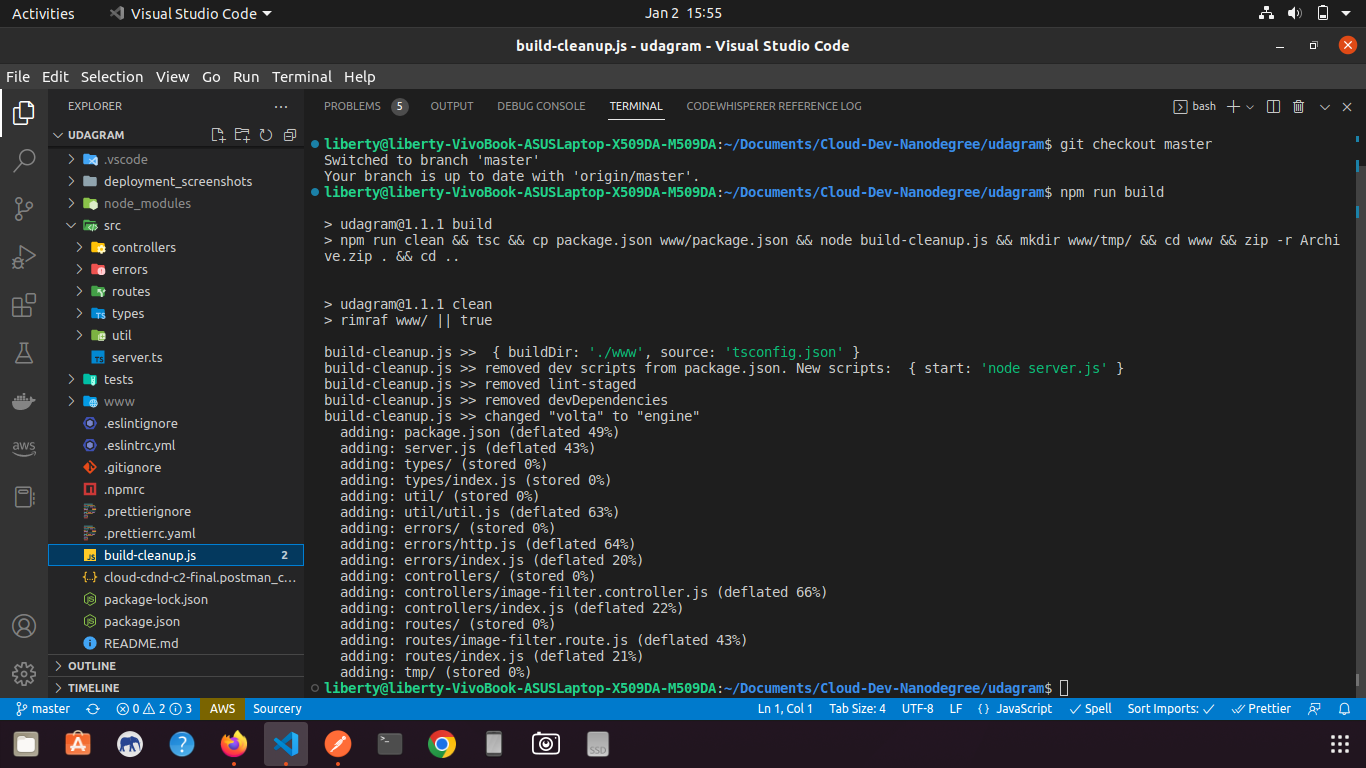 Activities Visual Studio Code Jan 2 15:55
build-cleanup.js - udagram - Visual Studio Code
File Edit Selection View Go Run Terminal Help
EXPLORER
UDAGRAM
.vscode
deployment_screenshots
node_modules
src
controllers
errors
routes
types
util
server.ts
tests
www
.eslintignore
.eslintrc.yml
.gitignore
.npmrc
.prettierignore
.prettierrc.yaml
build-cleanup.js 2
cloud-cdnd-c2-final.postman_c...
package-lock.json
package.json
README.md
OUTLINE
TIMELINE
PROBLEMS 5 OUTPUT DEBUG CONSOLE TERMINAL CODEWHISPERER REFERENCE LOG bash
liberty@liberty-VivoBook-ASUSLaptop-X509DA-M509DA:~/Documents/Cloud-Dev-Nanodegree/udagram$ git checkout master
Switched to branch 'master'
Your branch is up to date with 'origin/master'.
liberty@liberty-VivoBook-ASUSLaptop-X509DA-M509DA:~/Documents/Cloud-Dev-Nanodegree/udagram$ npm run build
> udagram@1.1.1 build
> npm run clean && tsc && cp package.json www/package.json && node build-cleanup.js && mkdir www/tmp/ && cd www && zip -r Archi
ve.zip . && cd ..
> udagram@1.1.1 clean
> rimraf www/ || true
build-cleanup.js >>  { buildDir: './www', source: 'tsconfig.json' }
build-cleanup.js >> removed dev scripts from package.json. New scripts:  { start: 'node server.js' }
build-cleanup.js >> removed lint-staged
build-cleanup.js >> removed devDependencies
build-cleanup.js >> changed "volta" to "engine"
adding: package.json (deflated 49%)
adding: server.js (deflated 43%)
adding: types/ (stored 0%)
adding: types/index.js (stored 0%)
adding: util/ (stored 0%)
adding: util/util.js (deflated 63%)
adding: errors/ (stored 0%)
adding: errors/http.js (deflated 64%)
adding: errors/index.js (deflated 20%)
adding: controllers/ (stored 0%)
adding: controllers/image-filter.controller.js (deflated 66%)
adding: controllers/index.js (deflated 22%)
adding: routes/ (stored 0%)
adding: routes/image-filter.route.js (deflated 43%)
adding: routes/index.js (deflated 21%)
adding: tmp/ (stored 0%)
liberty@liberty-VivoBook-ASUSLaptop-X509DA-M509DA:~/Documents/Cloud-Dev-Nanodegree/udagram$
master 0 2 3 AWS Sourcery Ln 1, Col 1 Tab Size: 4 UTF-8 LF {} JavaScript Spell Sort Imports: Prettier